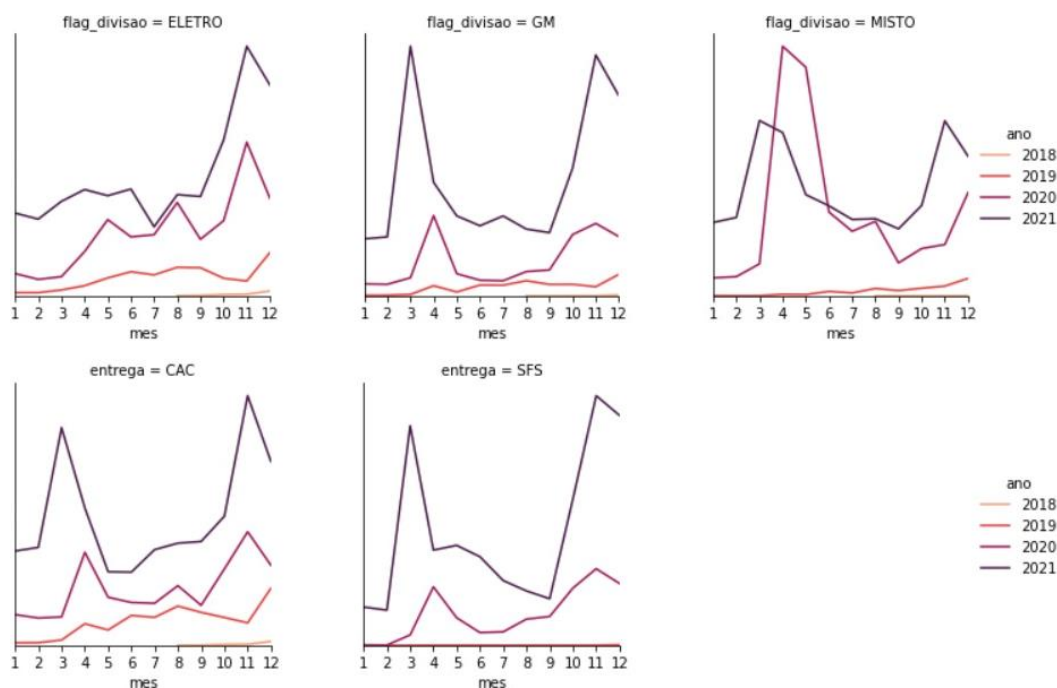 flag_divisao = ELETRO
1 2 3 4 5 6 7 8 9 10 11 12
mes
flag_divisao = GM
1 2 3 4 5 6 7 8 9 10 11 12
mes
flag_divisao = MISTO
1 2 3 4 5 6 7 8 9 10 11 12
mes
ano
2018
2019
2020
2021
entrega = CAC
1 2 3 4 5 6 7 8 9 10 11 12
mes
entrega = SFS
1 2 3 4 5 6 7 8 9 10 11 12
mes
ano
2018
2019
2020
2021